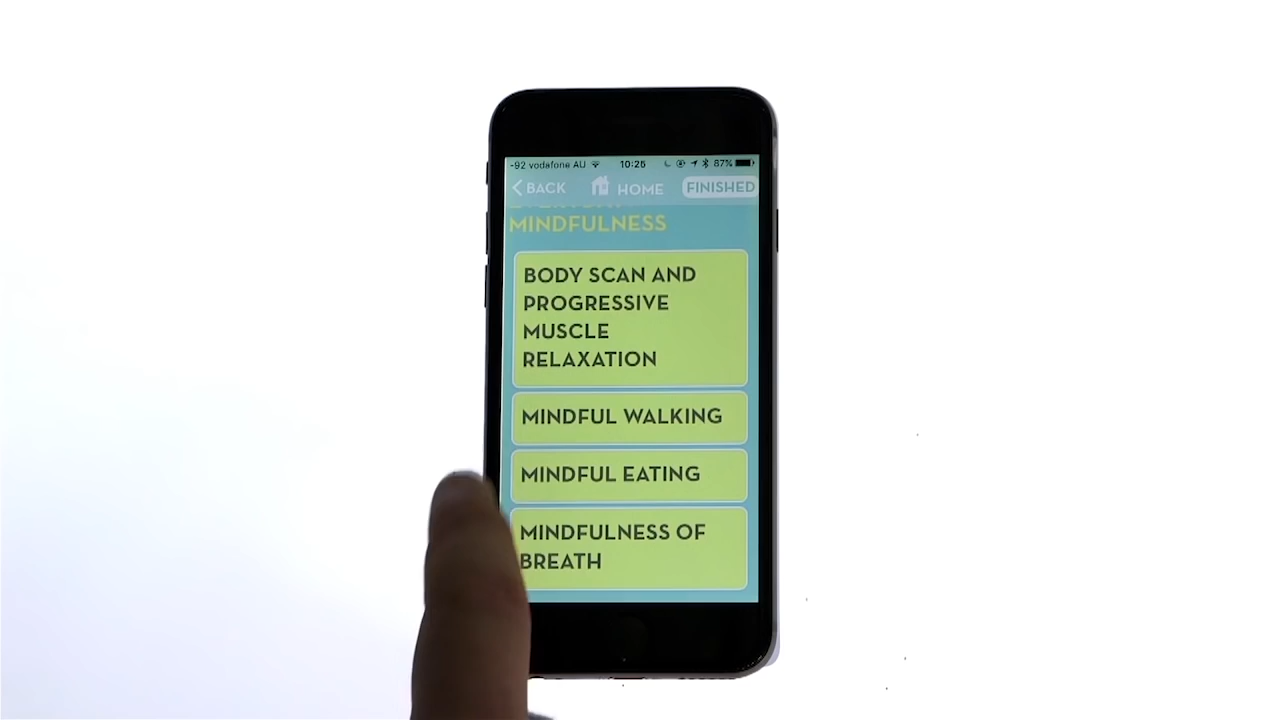 -92 vodafone AU 10:26 87%
BACK HOME FINISHED
MINDFULNESS
BODY SCAN AND
PROGRESSIVE
MUSCLE
RELAXATION
MINDFUL WALKING
MINDFUL EATING
MINDFULNESS OF
BREATH